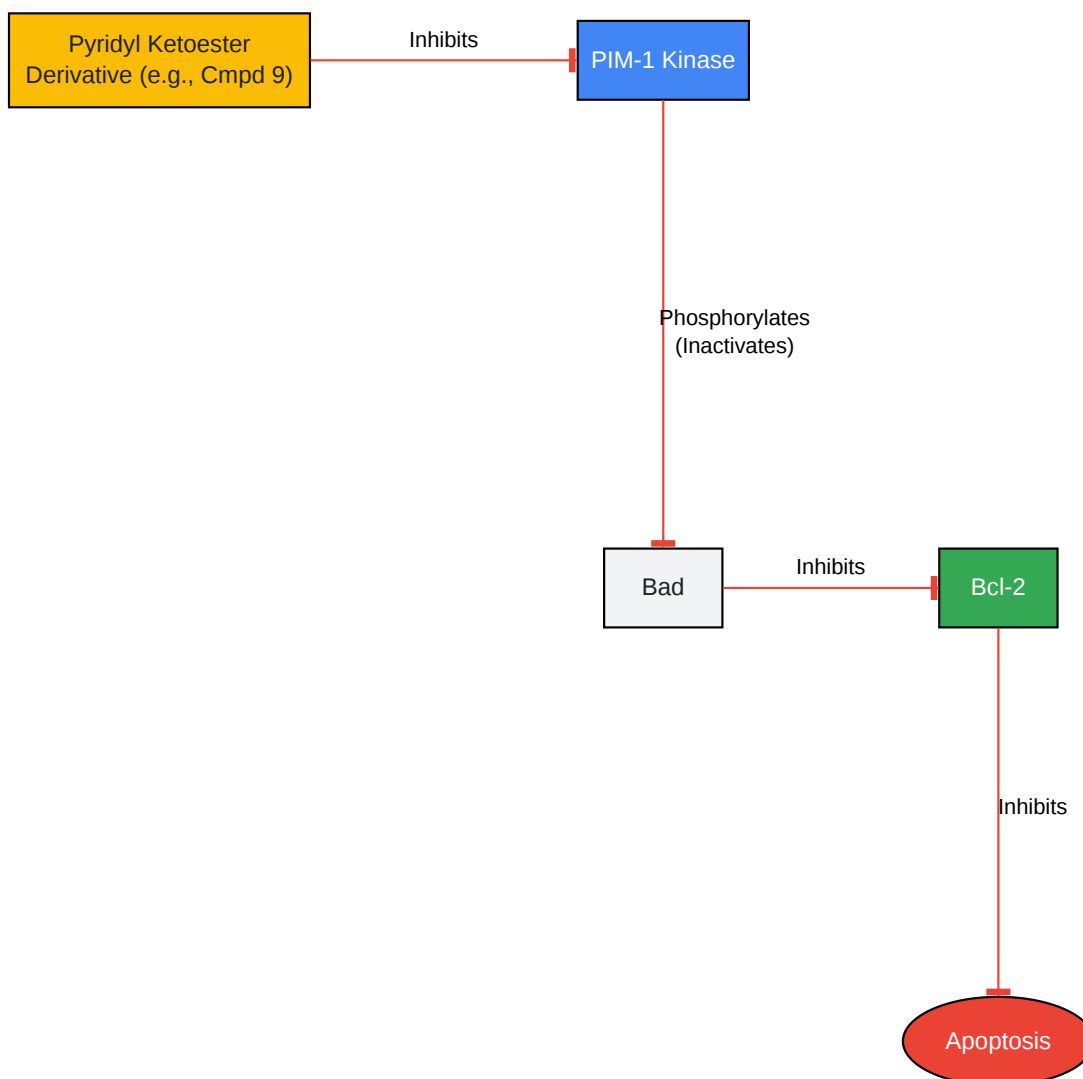 Pyridyl Ketoester
Derivative (e.g., Cmpd 9)
Inhibits
PIM-1 Kinase
Phosphorylates
(Inactivates)
Bad
Inhibits
Bcl-2
Inhibits
Apoptosis